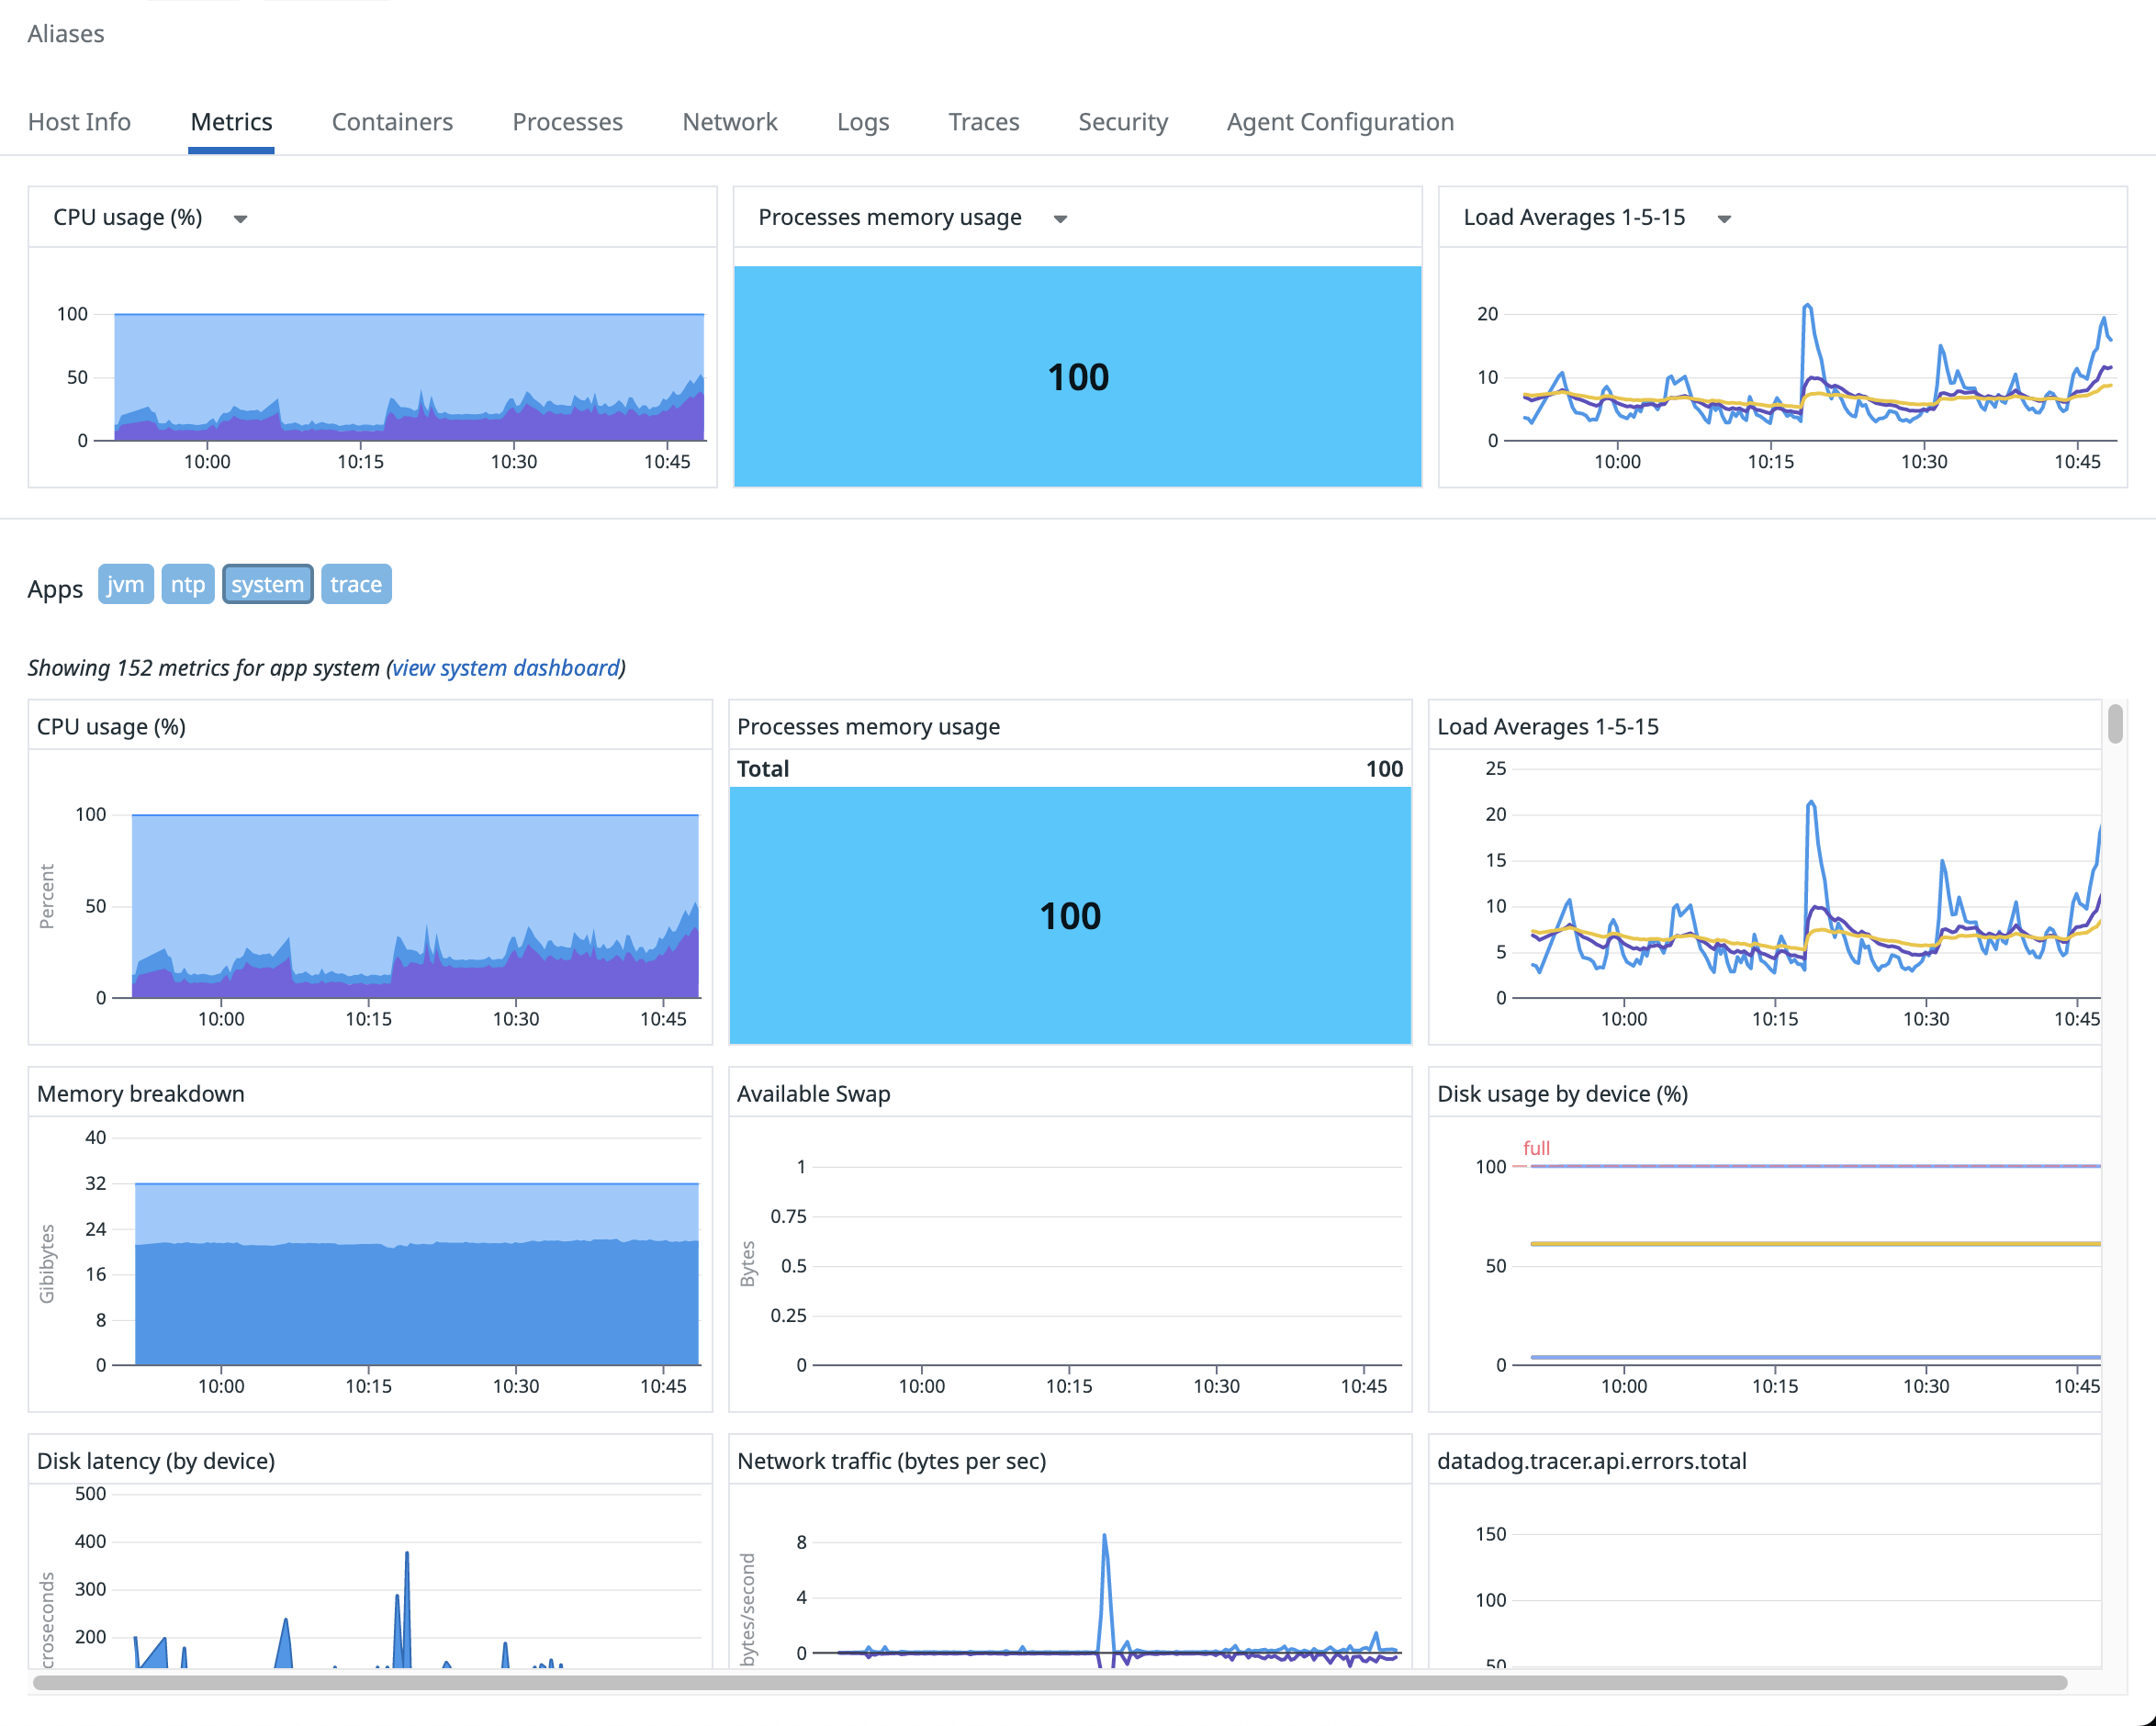 Aliases
Host Info Metrics Containers Processes Network Logs Traces Security Agent Configuration
CPU usage (%)
100
50
0
10:00 10:15 10:30 10:45
Processes memory usage
100
Load Averages 1-5-15
20
10
0
10:00 10:15 10:30 10:45
Apps jvm ntp system trace
Showing 152 metrics for app system (view system dashboard)
CPU usage (%)
Percent
100
50
0
10:00 10:15 10:30 10:45
Processes memory usage
Total 100
100
Load Averages 1-5-15
25
20
15
10
5
0
10:00 10:15 10:30 10:45
Memory breakdown
Gibibytes
40
32
24
16
8
0
10:00 10:15 10:30 10:45
Available Swap
Bytes
1
0.75
0.5
0.25
0
10:00 10:15 10:30 10:45
Disk usage by device (%)
full
100
50
0
10:00 10:15 10:30 10:45
Disk latency (by device)
croseconds
500
400
300
200
Network traffic (bytes per sec)
bytes/second
8
4
0
datadog.tracer.api.errors.total
150
100
50